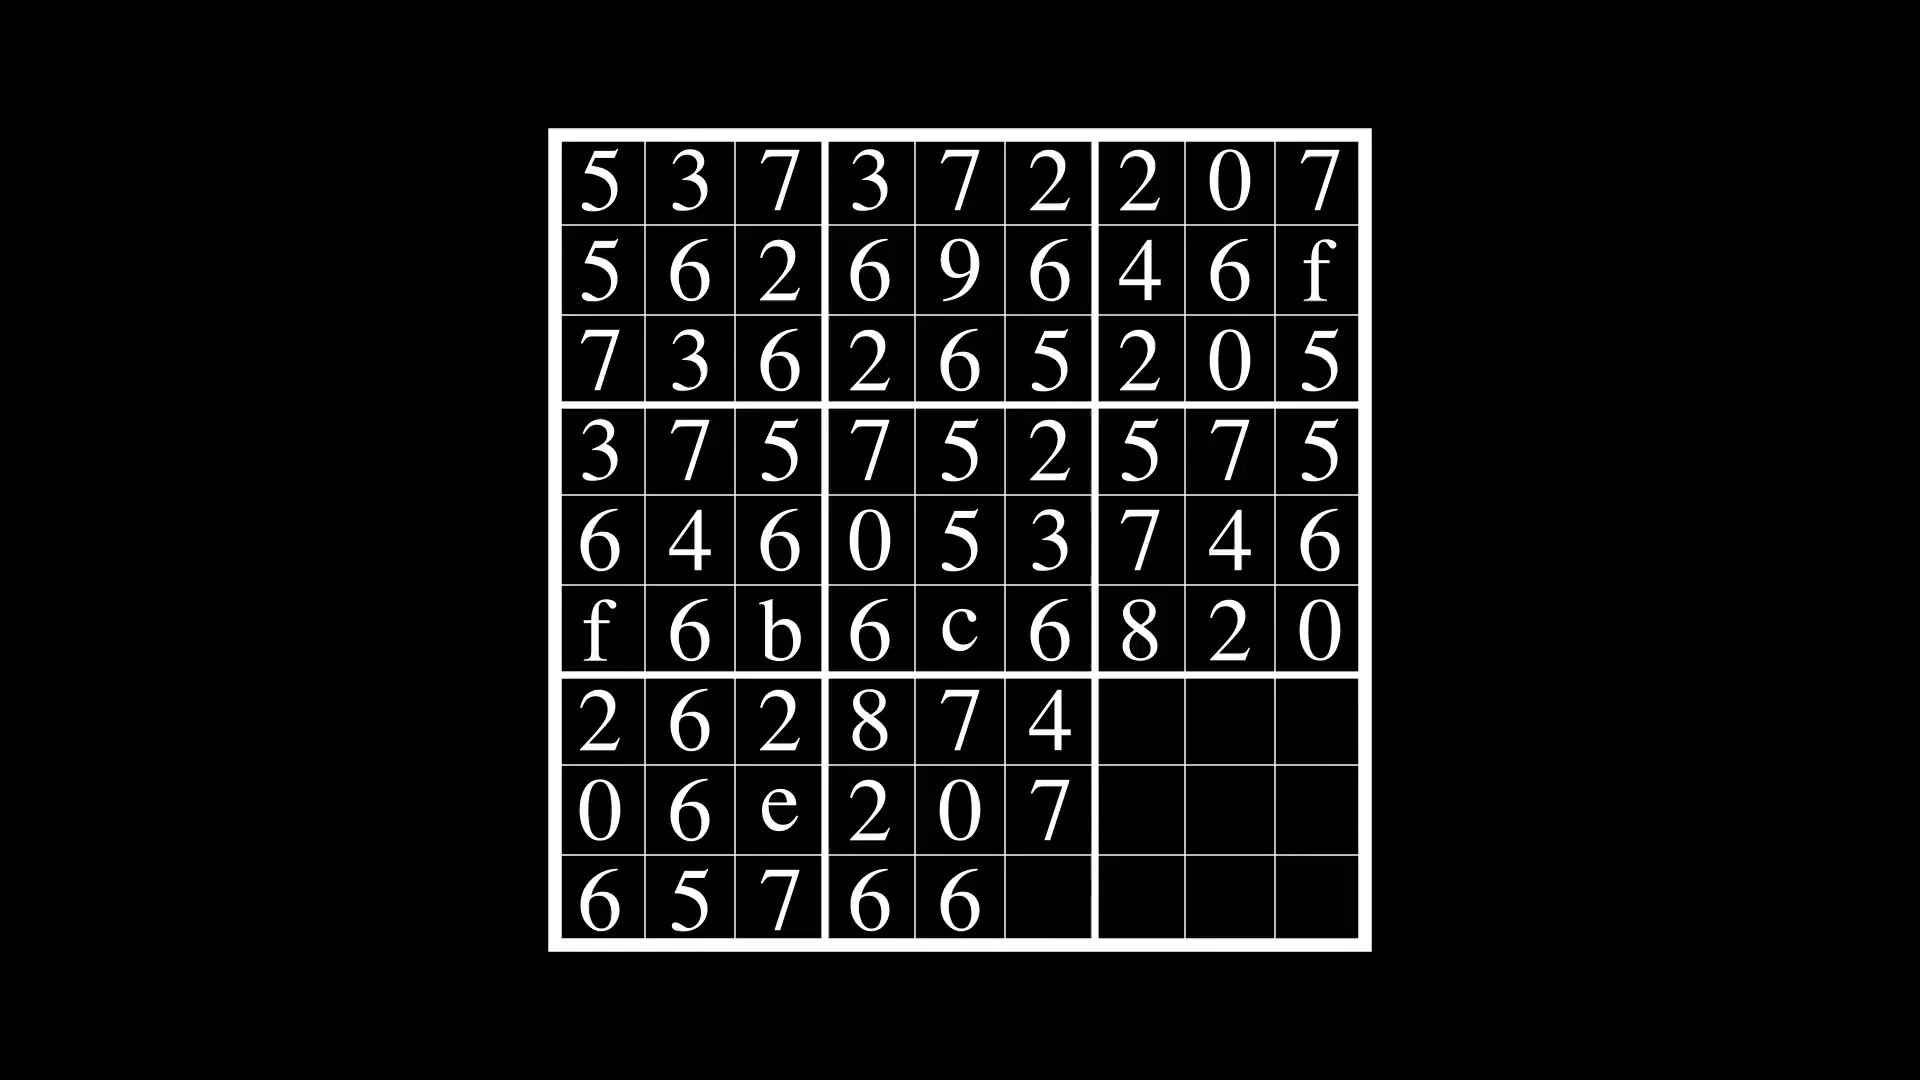 5 3 7 3 7 2 2 0 7
5 6 2 6 9 6 4 6 f
7 3 6 2 6 5 2 0 5
3 7 5 7 5 2 5 7 5
6 4 6 0 5 3 7 4 6
f 6 b 6 c 6 8 2 0
2 6 2 8 7 4
0 6 e 2 0 7
6 5 7 6 6